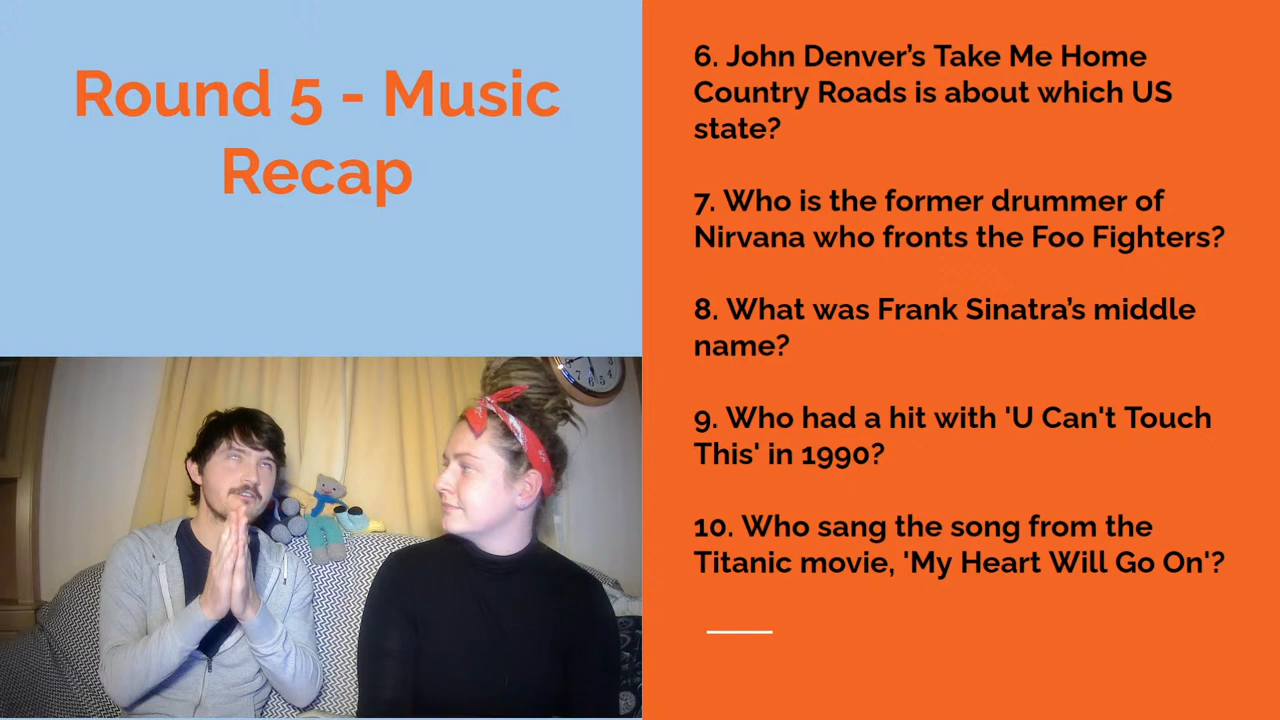 Round 5 - Music
Recap
6. John Denver’s Take Me Home
Country Roads is about which US
state?
7. Who is the former drummer of
Nirvana who fronts the Foo Fighters?
8. What was Frank Sinatra’s middle
name?
9. Who had a hit with 'U Can't Touch
This' in 1990?
10. Who sang the song from the
Titanic movie, 'My Heart Will Go On'?